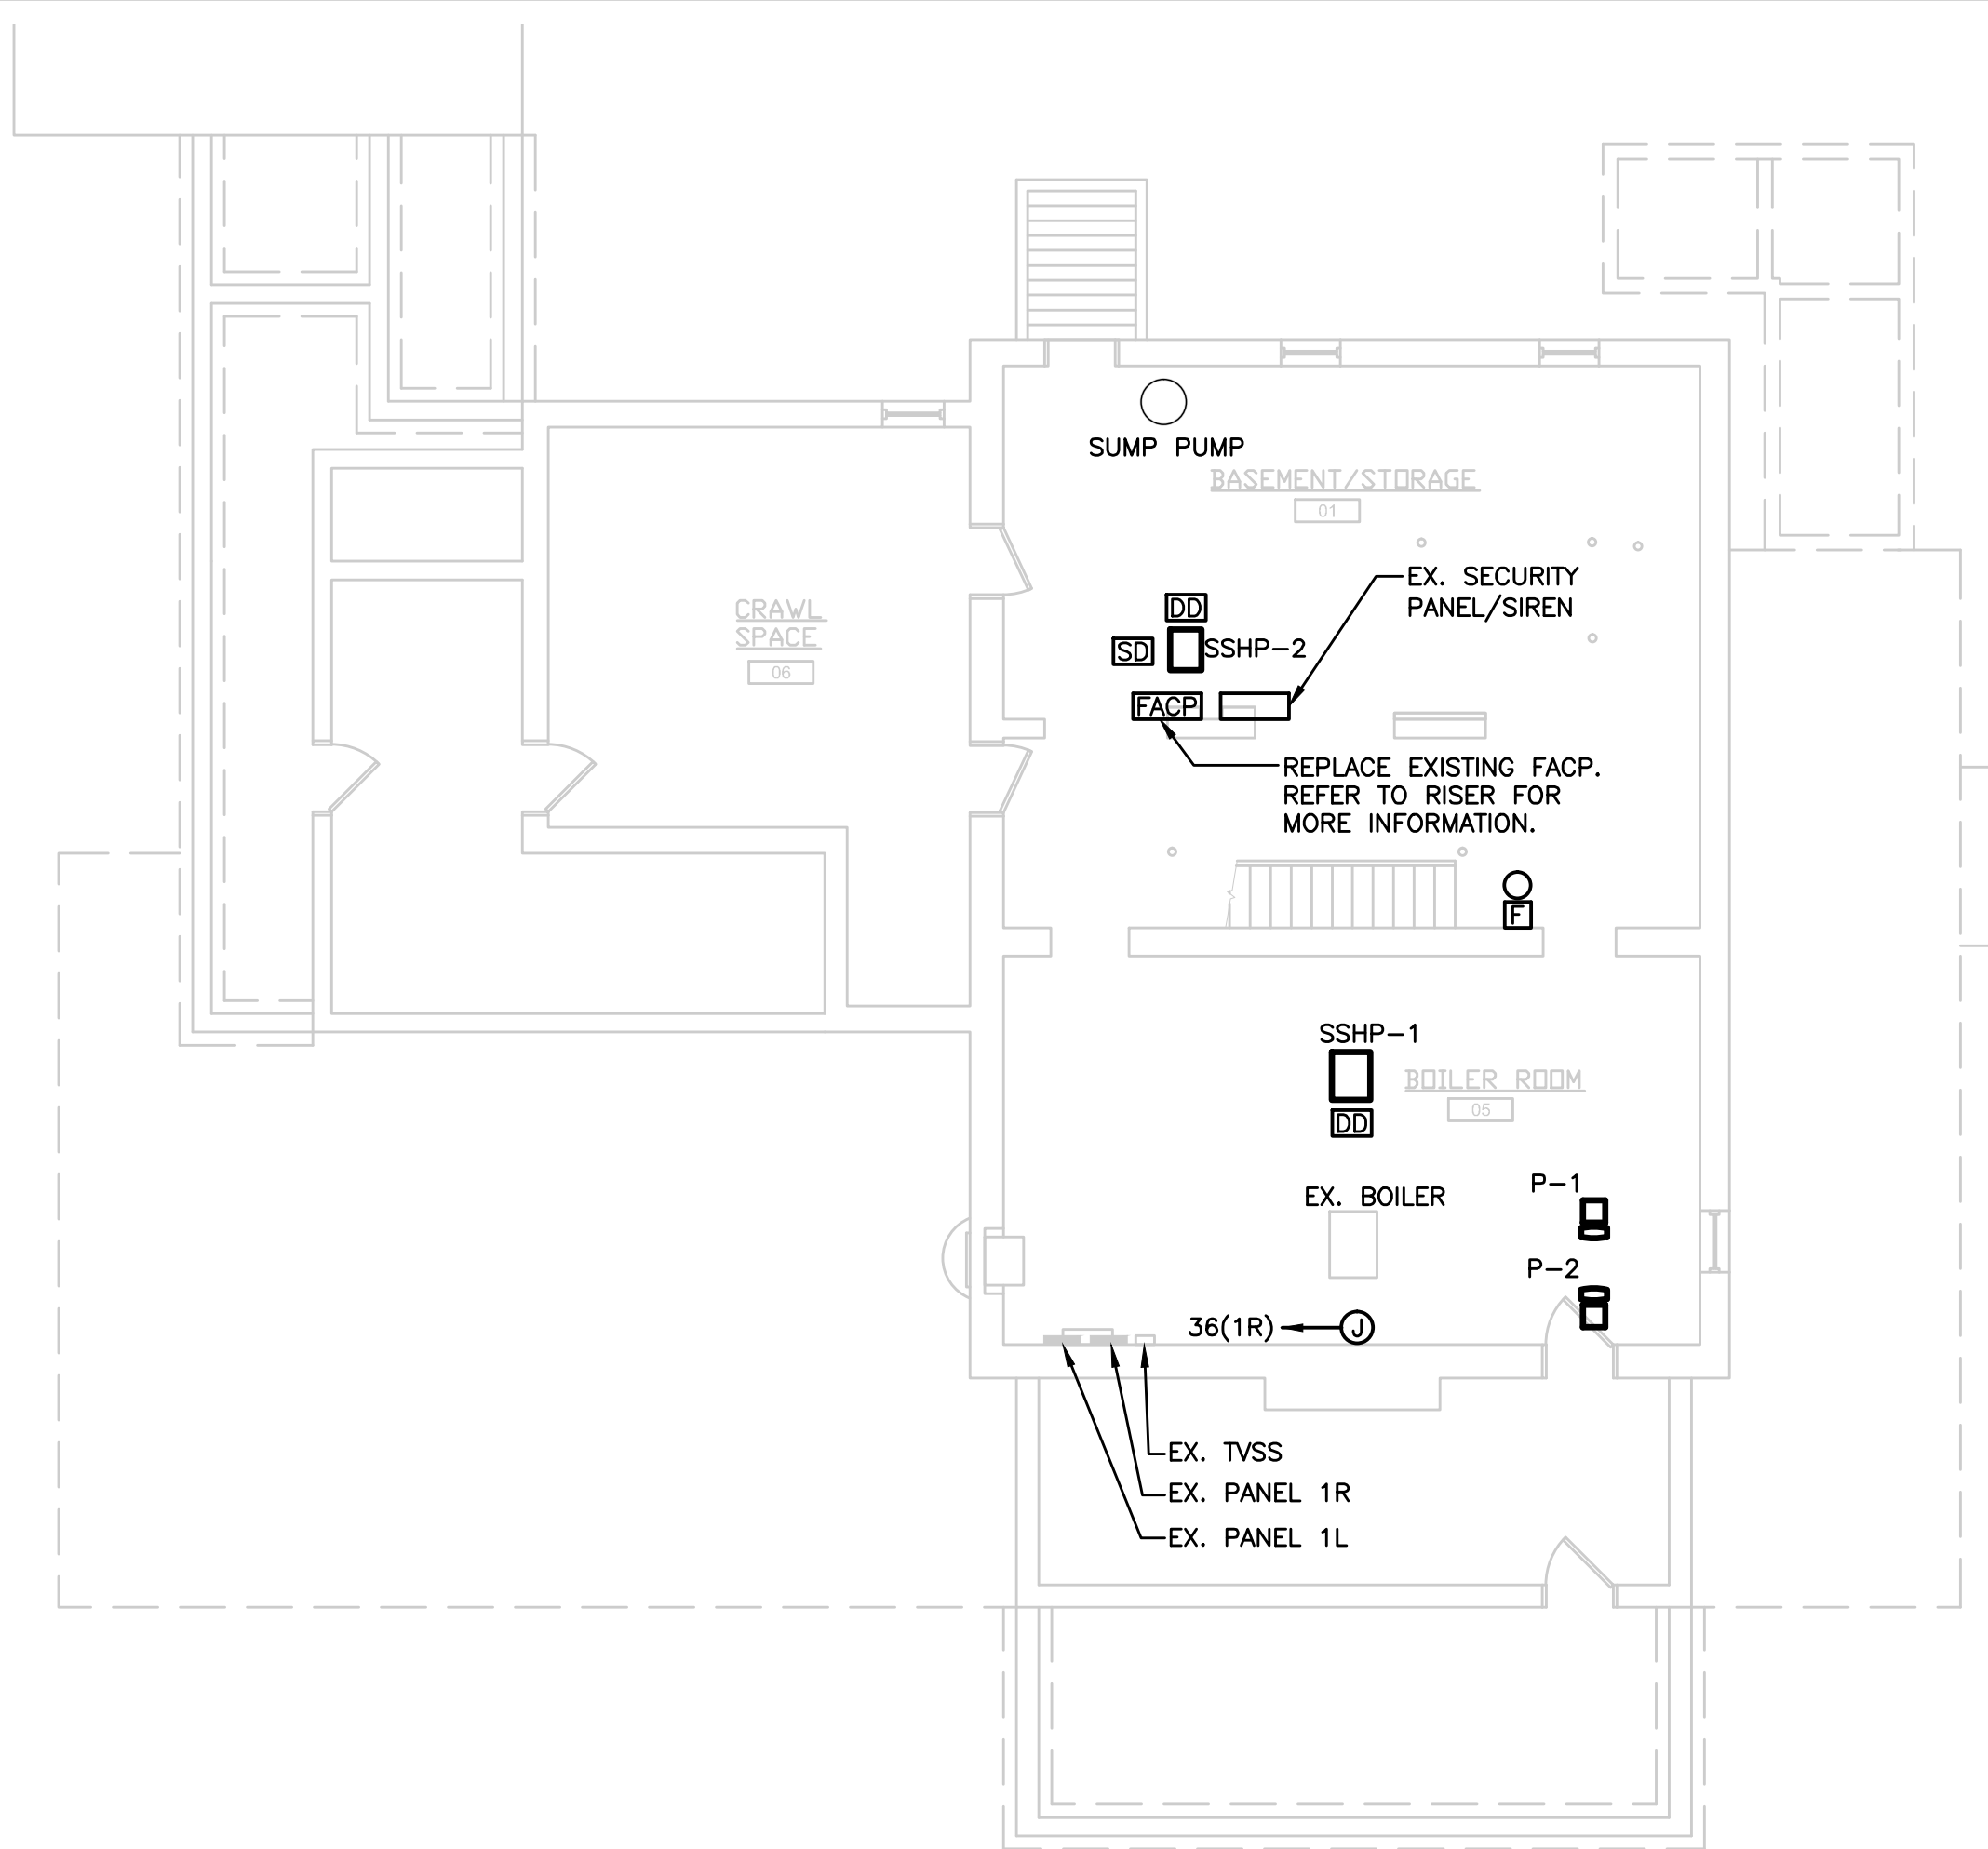 SUMP PUMP
BASEMENT/STORAGE
01
EX. SECURITY
PANEL/SIREN
CRAWL
SPACE
06
DD
SD
SSHP-2
FACP
REPLACE EXISTING FACP.
REFER TO RISER FOR
MORE INFORMATION.
F
SSHP-1
BOILER ROOM
05
DD
EX. BOILER
P-1
P-2
36(1R)
J
EX. TVSS
EX. PANEL 1R
EX. PANEL 1L